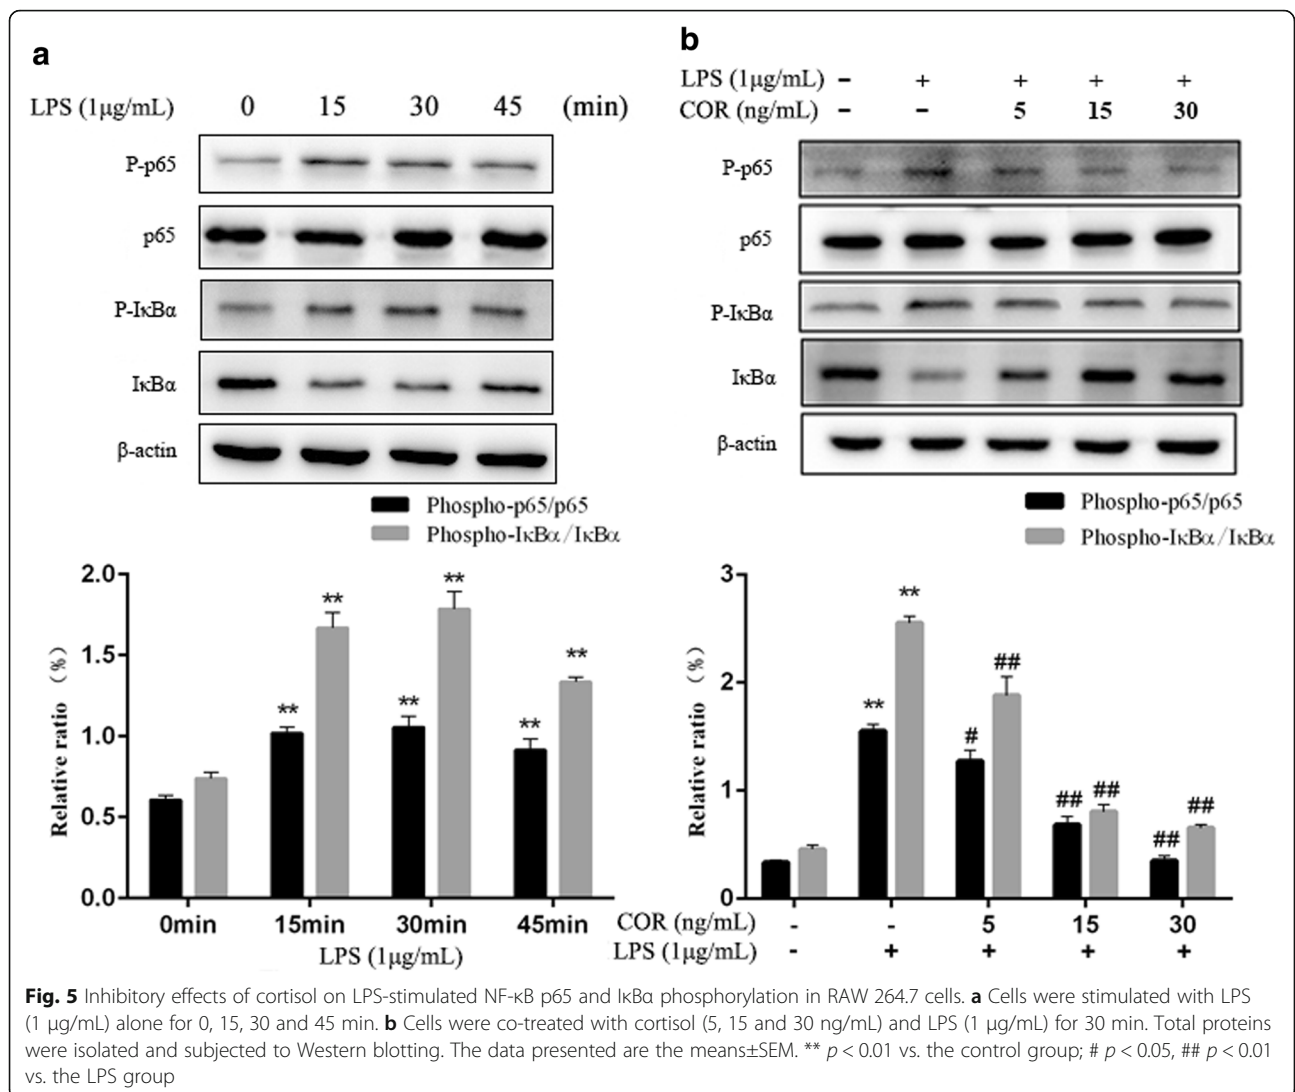 a
LPS (1μg/mL) 0 15 30 45 (min)
P-p65
p65
P-IκBα
IκBα
β-actin
Phospho-p65/p65
Phospho-IκBα/IκBα
2.0
1.5
1.0
0.5
0.0
Relative ratio (%)
** ** ** ** ** **
0min 15min 30min 45min
LPS (1μg/mL)
b
LPS (1μg/mL) - + + + +
COR (ng/mL) - - 5 15 30
P-p65
p65
P-IκBα
IκBα
β-actin
Phospho-p65/p65
Phospho-IκBα/IκBα
3
2
1
0
Relative ratio (%)
** ** # ## ## ## ## ##
COR (ng/mL) - - 5 15 30
LPS (1μg/mL) - + + + +
Fig. 5 Inhibitory effects of cortisol on LPS-stimulated NF-κB p65 and IκBα phosphorylation in RAW 264.7 cells. a Cells were stimulated with LPS
(1 μg/mL) alone for 0, 15, 30 and 45 min. b Cells were co-treated with cortisol (5, 15 and 30 ng/mL) and LPS (1 μg/mL) for 30 min. Total proteins
were isolated and subjected to Western blotting. The data presented are the means±SEM. ** p < 0.01 vs. the control group; # p < 0.05, ## p < 0.01
vs. the LPS group